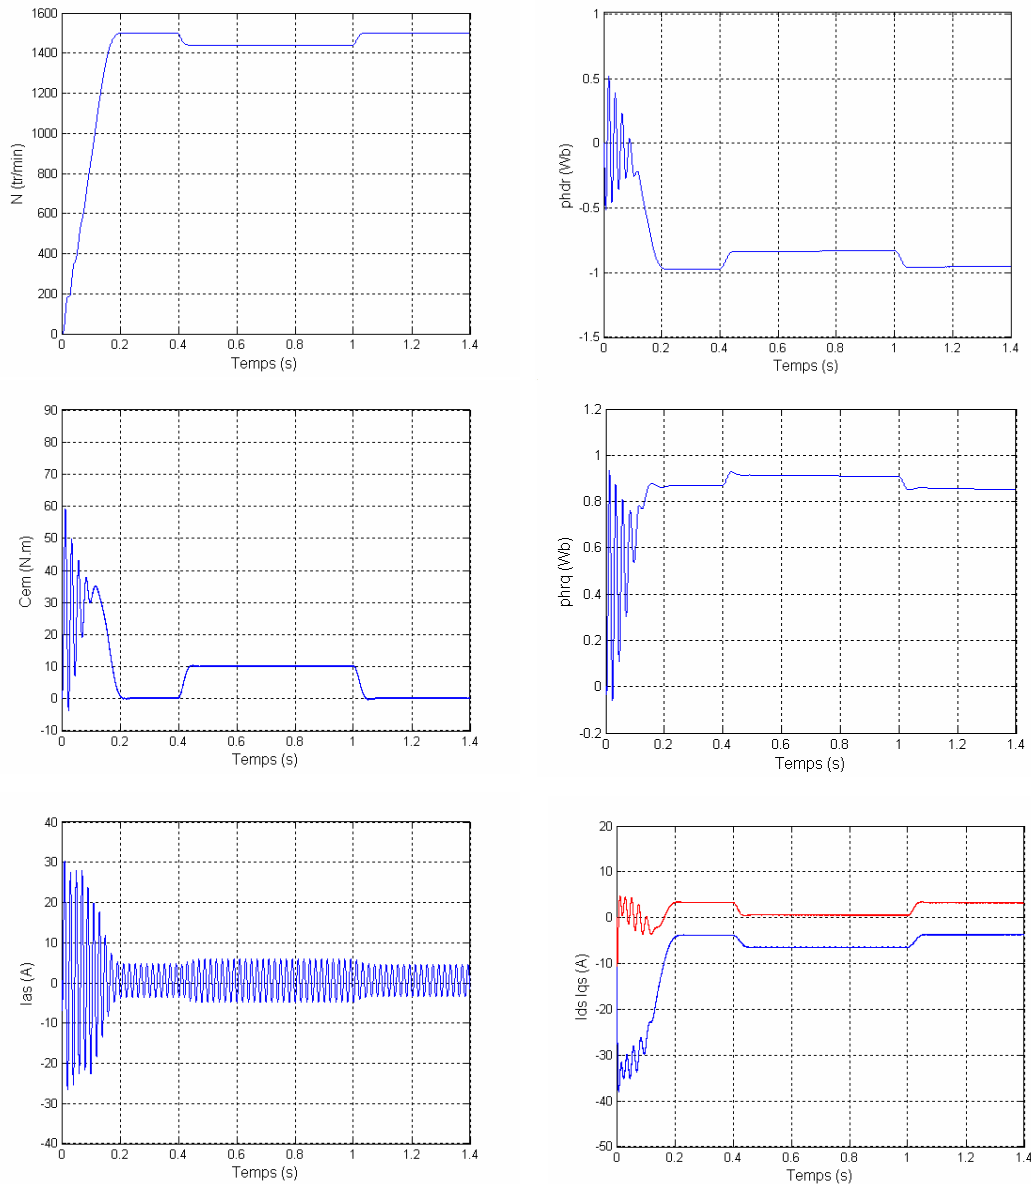 1600
1400
1200
1000
800
600
400
200
0
N (tr/min)
0 0.2 0.4 0.6 0.8 1 1.2 1.4
Temps (s)
1
0.5
0
-0.5
-1
-1.5
phdr (Wb)
0 0.2 0.4 0.6 0.8 1 1.2 1.4
Temps (s)
90
80
70
60
50
40
30
20
10
0
-10
Cem (N.m)
0 0.2 0.4 0.6 0.8 1 1.2 1.4
Temps (s)
1.2
1
0.8
0.6
0.4
0.2
0
-0.2
phrq (Wb)
0 0.2 0.4 0.6 0.8 1 1.2 1.4
Temps (s)
40
30
20
10
0
-10
-20
-30
-40
Ias (A)
0 0.2 0.4 0.6 0.8 1 1.2 1.4
Temps (s)
20
10
0
-10
-20
-30
-40
-50
Ids Iqs (A)
0 0.2 0.4 0.6 0.8 1 1.2 1.4
Temps (s)